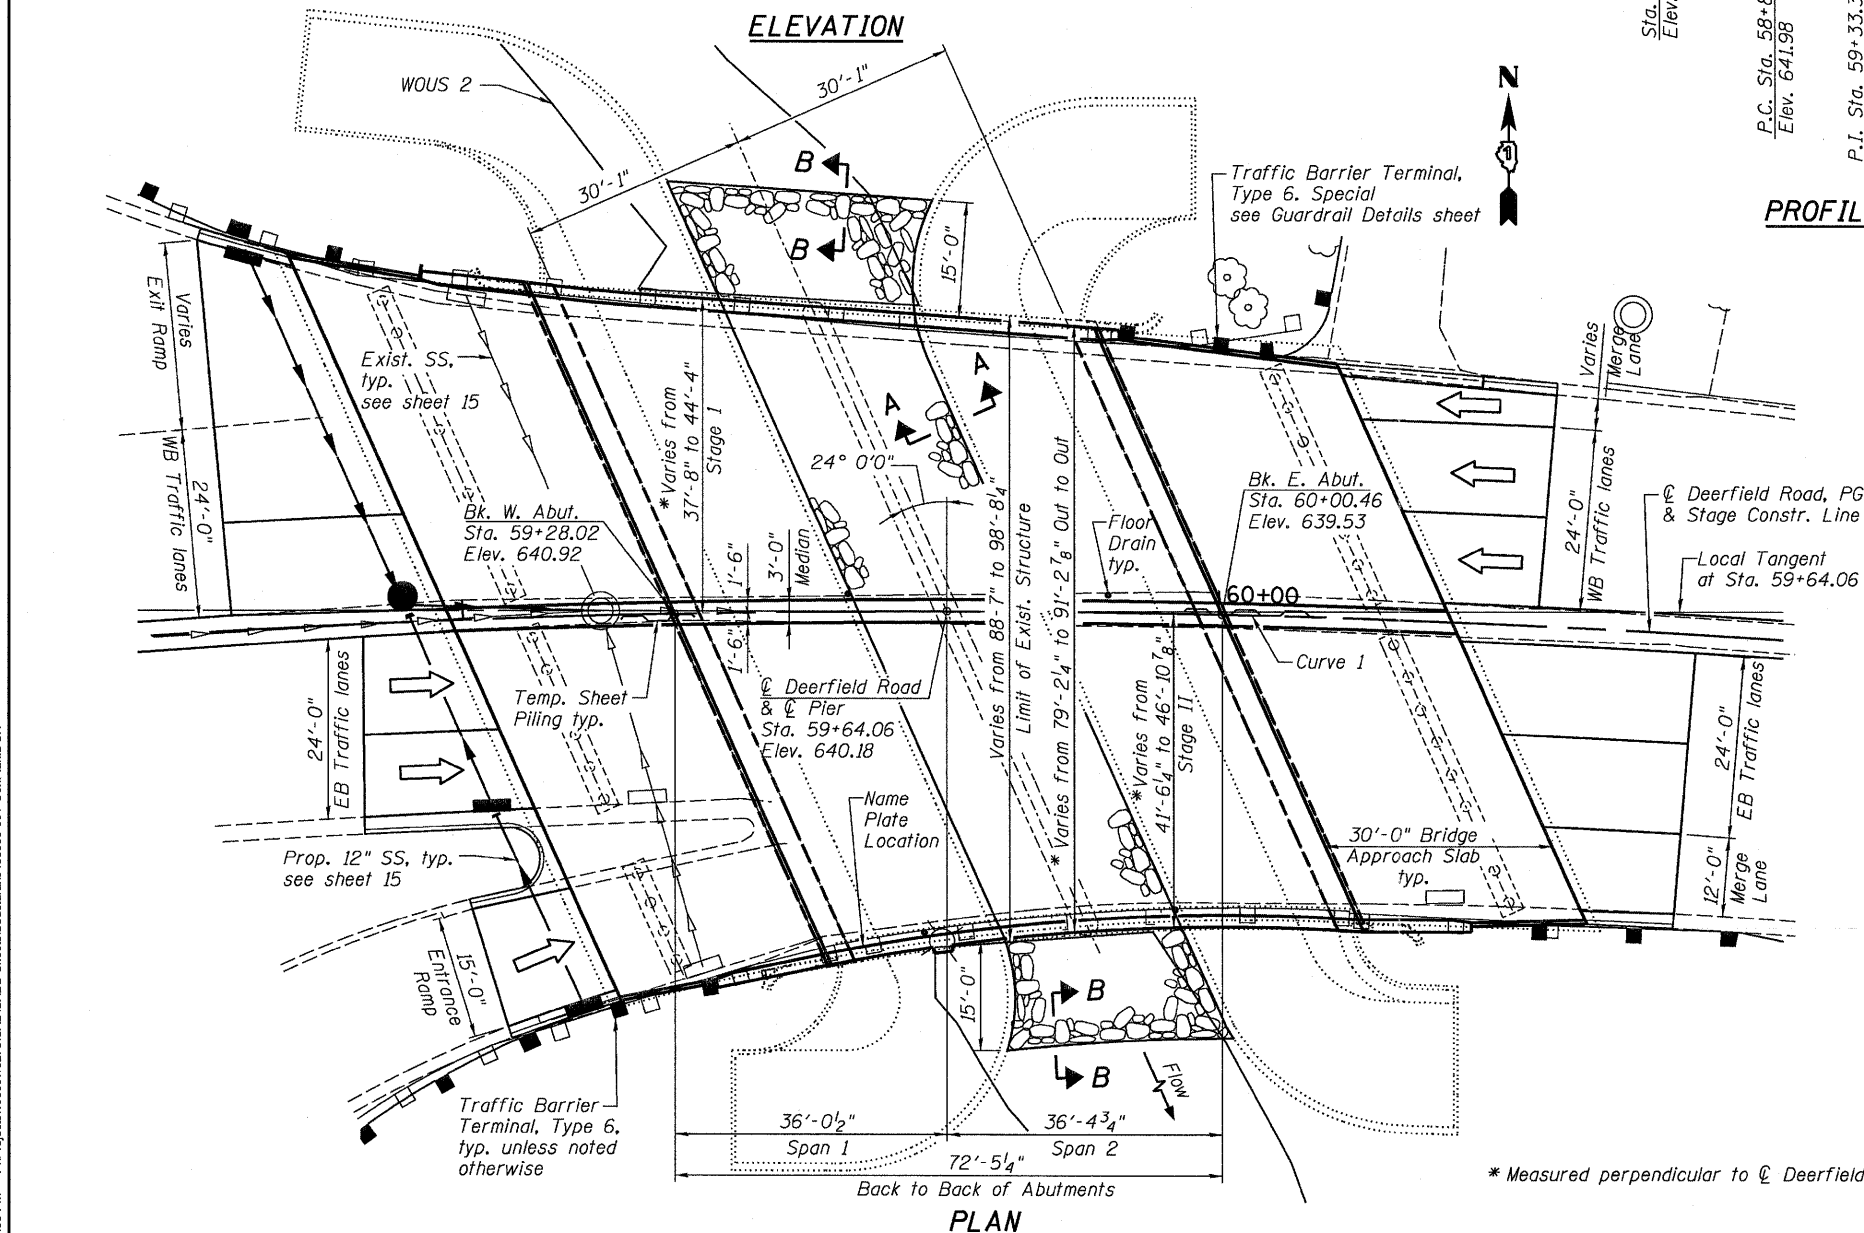 ELEVATION
Sta.
Elev.
P.C. Sta. 58+8
Elev. 641.98
P.I. Sta. 59+33.3
PROFIL
N
WOUS 2
30'-1"
30'-1"
B
B
15'-0"
Traffic Barrier Terminal,
Type 6. Special
see Guardrail Details sheet
Varies
Exit Ramp
24'-0"
WB Traffic lanes
Exist. SS,
typ.
see sheet 15
*Varies from
37'-8" to 44'-4"
Stage I
A
A
24° 0'0"
Bk. W. Abut.
Sta. 59+28.02
Elev. 640.92
1'-6"
1'-6"
3'-0"
Median
Varies from 88'-7" to 98'-8¼"
Limit of Exist. Structure
* Varies from 79'-2¼" to 91'-2⅞" Out to Out
Floor
Drain
typ.
Bk. E. Abut.
Sta. 60+00.46
Elev. 639.53
60+00
Varies
Merge
Lane
24'-0"
WB Traffic lanes
℄ Deerfield Road, PG
& Stage Constr. Line
Local Tangent
at Sta. 59+64.06
Curve 1
24'-0"
EB Traffic lanes
Temp. Sheet
Piling typ.
℄ Deerfield Road
& ℄ Pier
Sta. 59+64.06
Elev. 640.18
*Varies from
41'-6¼" to 46'-10⅞"
Stage II
24'-0"
EB Traffic lanes
12'-0"
Merge
Lane
Name
Plate
Location
30'-0" Bridge
Approach Slab
typ.
Prop. 12" SS, typ.
see sheet 15
15'-0"
Entrance
Ramp
15'-0"
B
B
Flow
Traffic Barrier
Terminal, Type 6,
typ. unless noted
otherwise
36'-0½"
Span 1
36'-4¾"
Span 2
72'-5¼"
Back to Back of Abutments
* Measured perpendicular to ℄ Deerfield
PLAN